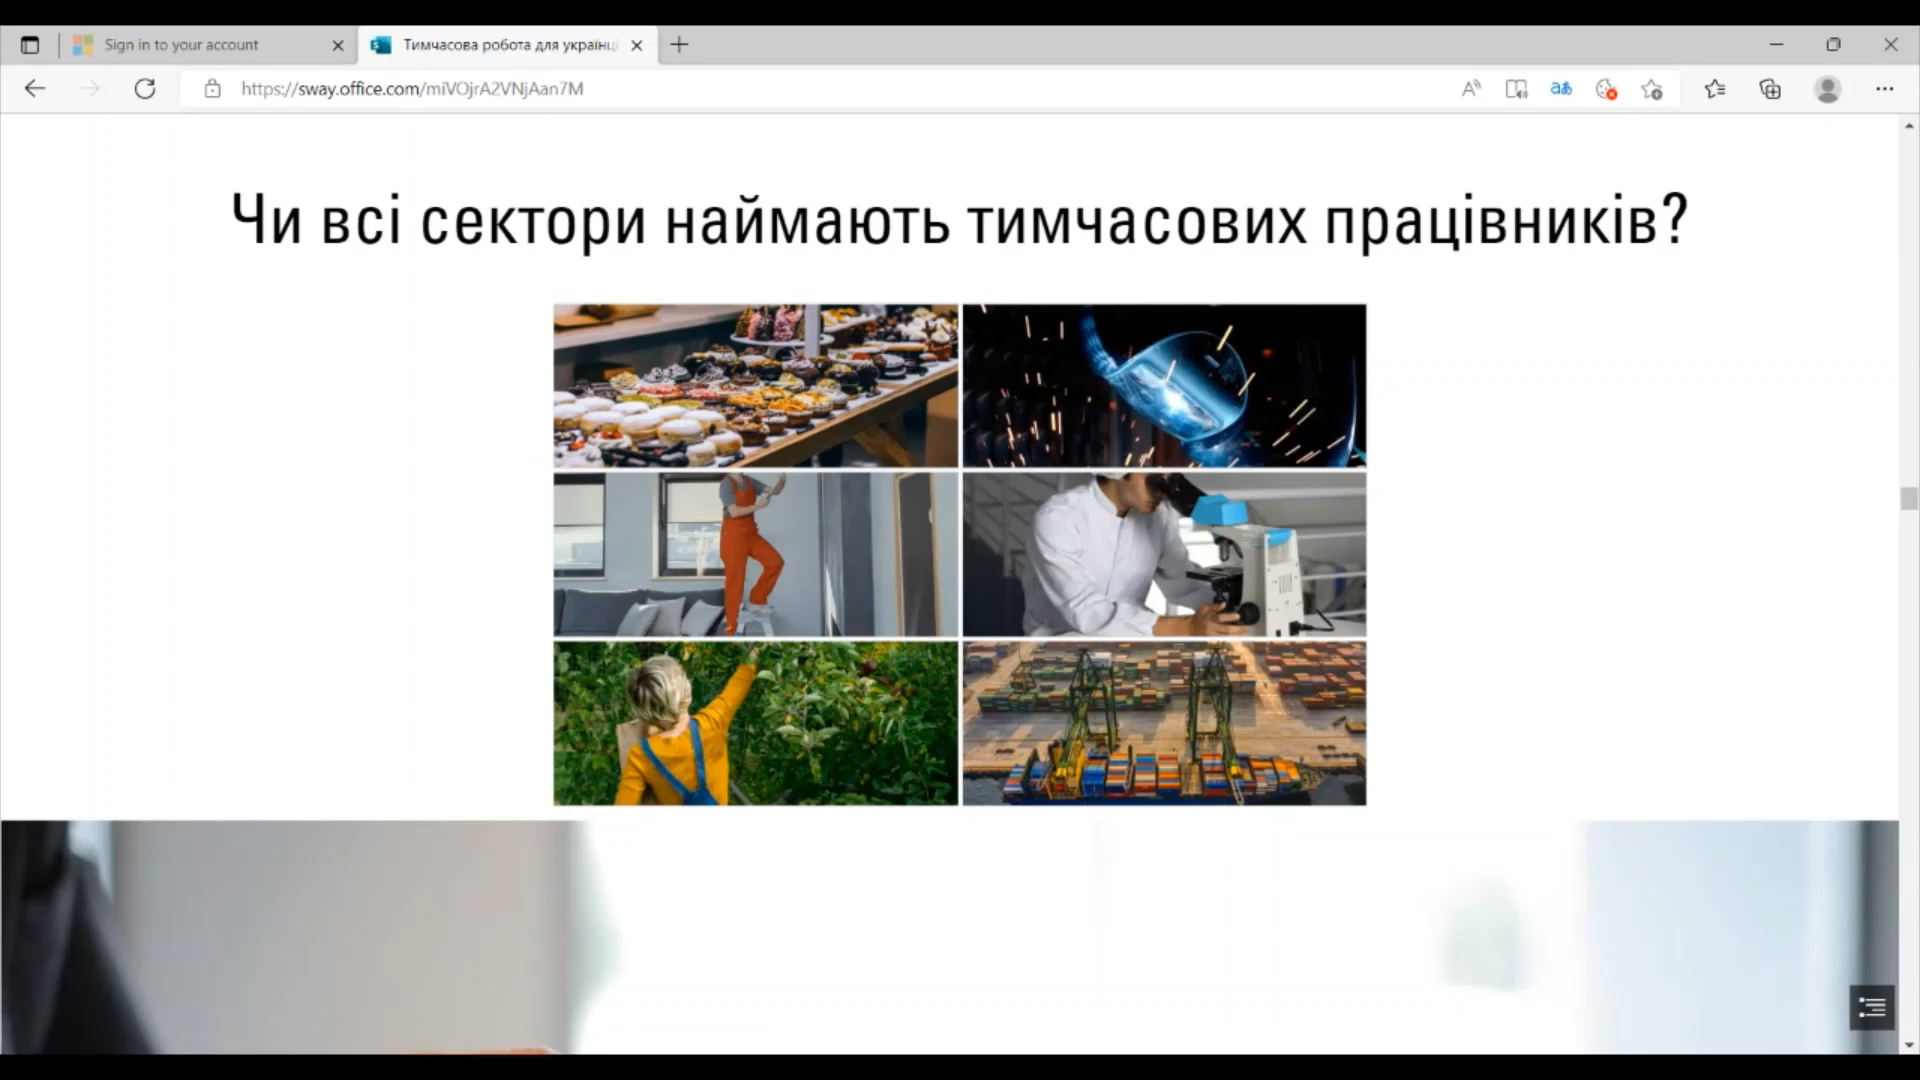 Sign in to your account
Тимчасова робота для українці
https://sway.office.com/miVOjrA2VNjAan7M
Чи всі сектори наймають тимчасових працівників?